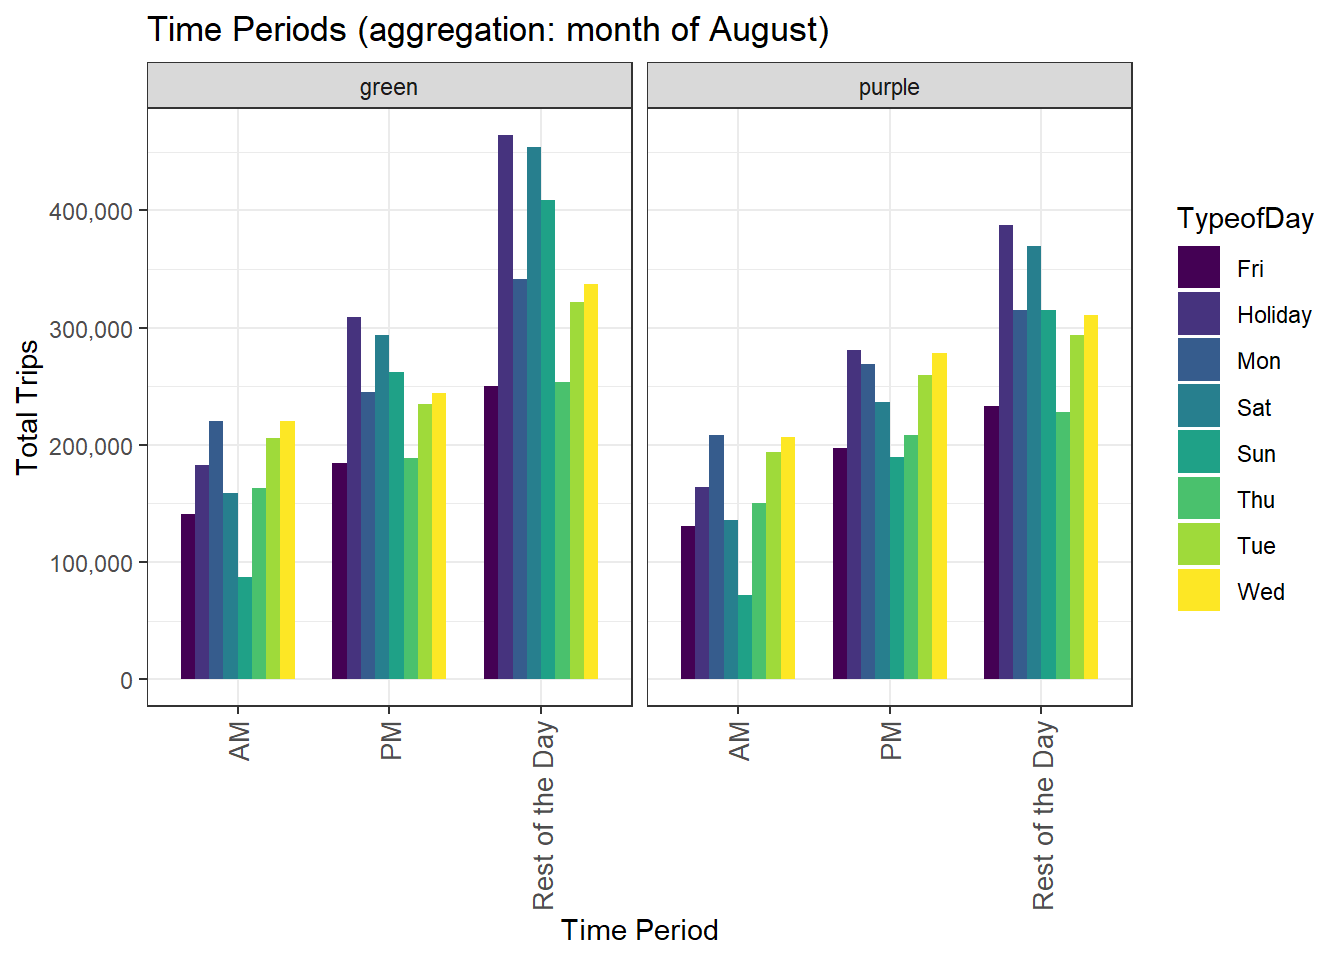 Time Periods (aggregation: month of August)
green
purple
Total Trips
400,000
300,000
200,000
100,000
0
AM
PM
Rest of the Day
AM
PM
Rest of the Day
Time Period
TypeofDay
Fri
Holiday
Mon
Sat
Sun
Thu
Tue
Wed